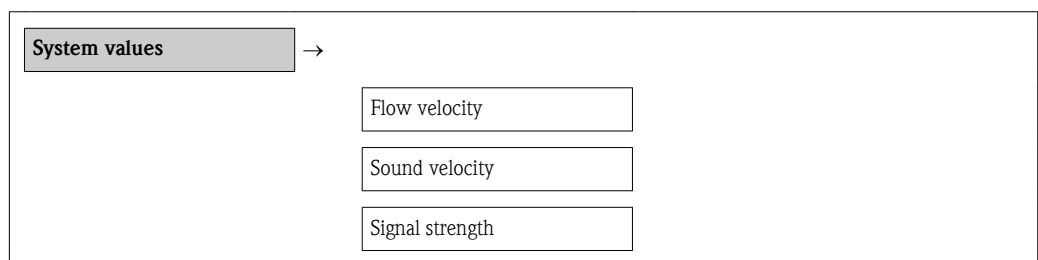 System values →
Flow velocity
Sound velocity
Signal strength